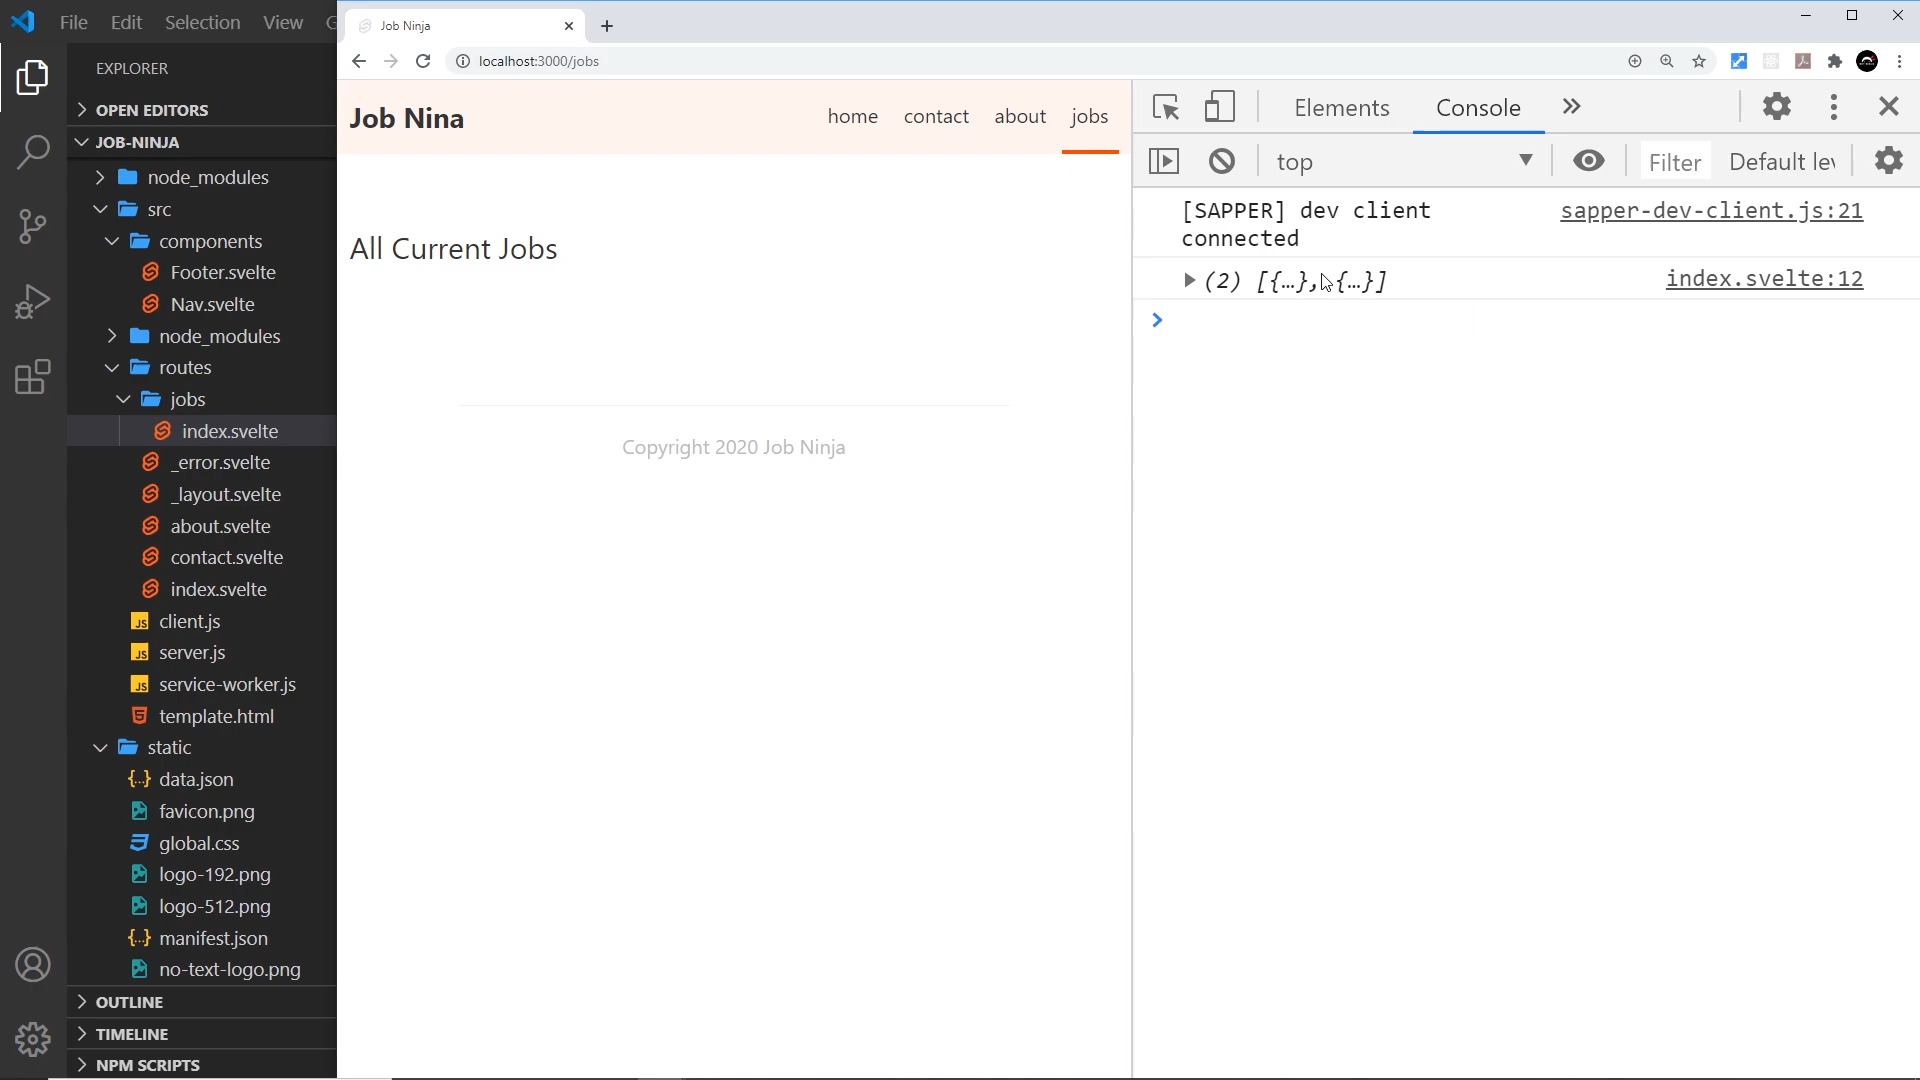 File Edit Selection View G
EXPLORER
OPEN EDITORS
JOB-NINJA
node_modules
src
components
Footer.svelte
Nav.svelte
node_modules
routes
jobs
index.svelte
_error.svelte
_layout.svelte
about.svelte
contact.svelte
index.svelte
client.js
server.js
service-worker.js
template.html
static
data.json
favicon.png
global.css
logo-192.png
logo-512.png
manifest.json
no-text-logo.png
OUTLINE
TIMELINE
NPM SCRIPTS
Job Ninja
localhost:3000/jobs
Job Nina
home contact about jobs
All Current Jobs
Copyright 2020 Job Ninja
Elements Console
top Filter Default lev
[SAPPER] dev client sapper-dev-client.js:21
connected
(2) [{…}, {…}] index.svelte:12